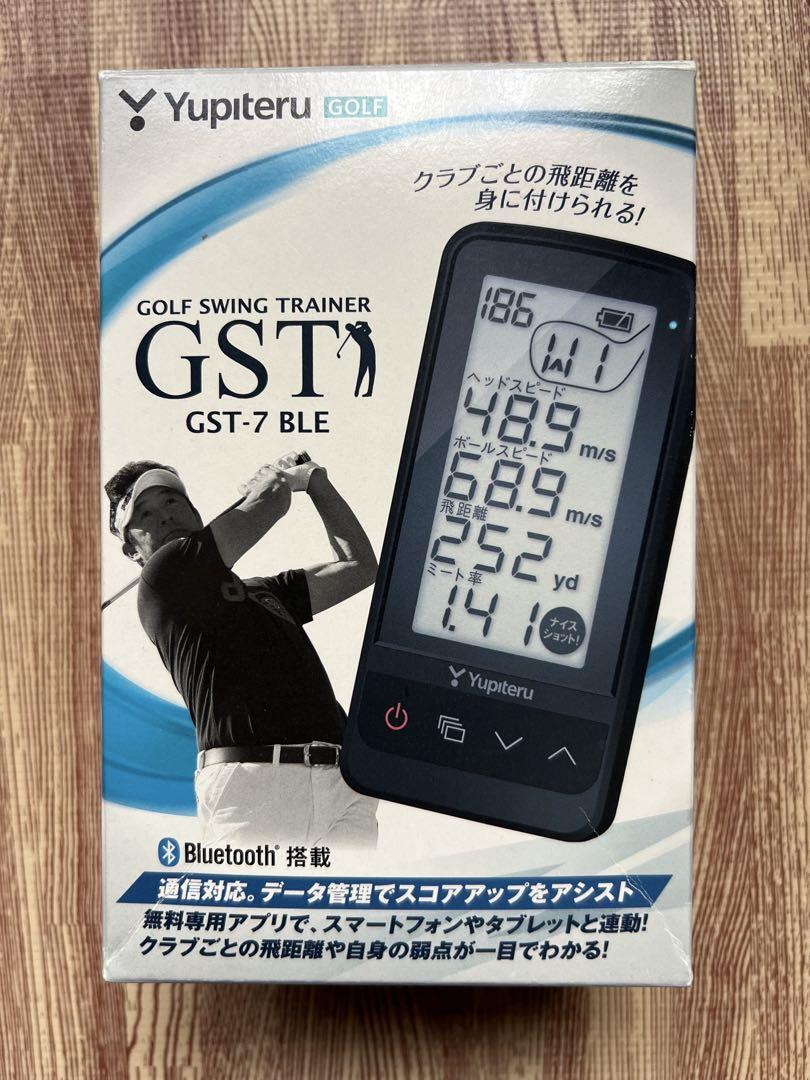 Yupiteru GOLF
クラブごとの飛距離を
身に付けられる!
GOLF SWING TRAINER
GST
GST-7 BLE
186
W1
ヘッドスピード
48.9 m/s
ボールスピード
68.9 m/s
飛距離
252 yd
ミート率
1.41
ナイス
ショット!
Yupiteru
Bluetooth® 搭載
通信対応。データ管理でスコアアップをアシスト
無料専用アプリで、スマートフォンやタブレットと連動!
クラブごとの飛距離や自身の弱点が一目でわかる!